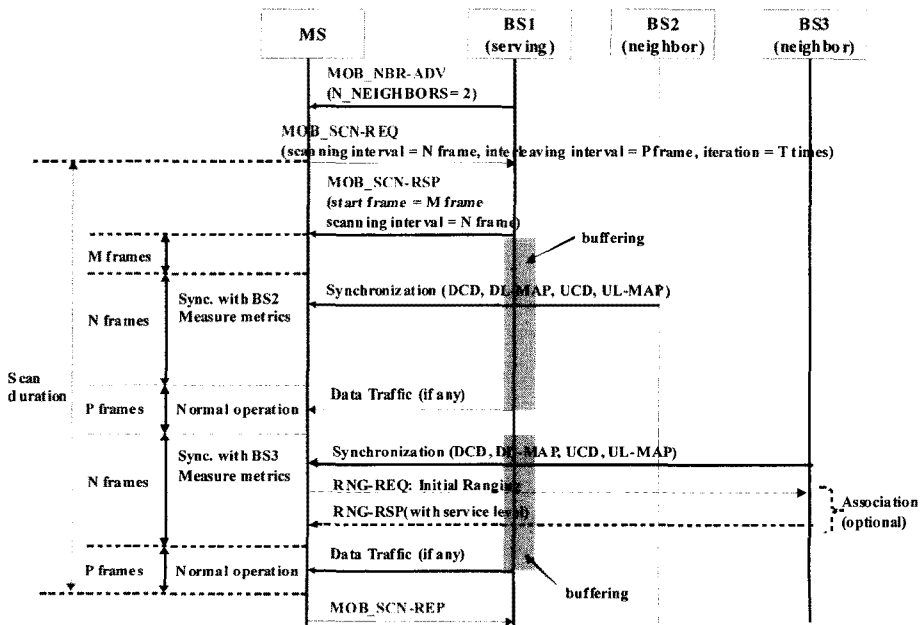 MS
BS1
(serving)
BS2
(neighbor)
BS3
(neighbor)
MOB_NBR-ADV
(N_NEIGHBORS= 2)
MOB_SCN-REQ
(scanning interval = N frame, interleaving interval = P frame, iteration = T times)
MOB_SCN-RSP
(start frame = M frame
scanning interval = N frame)
buffering
M frames
Synchronization (DCD, DL-MAP, UCD, UL-MAP)
Sync. with BS2
Measure metrics
N frames
Scan
duration
Data Traffic (if any)
P frames
Normal operation
Synchronization (DCD, DL-MAP, UCD, UL-MAP)
Sync. with BS3
Measure metrics
N frames
RNG-REQ: Initial Ranging
RNG-RSP(with service level)
Association
(optional)
Data Traffic (if any)
P frames
Normal operation
buffering
MOB_SCN-REP